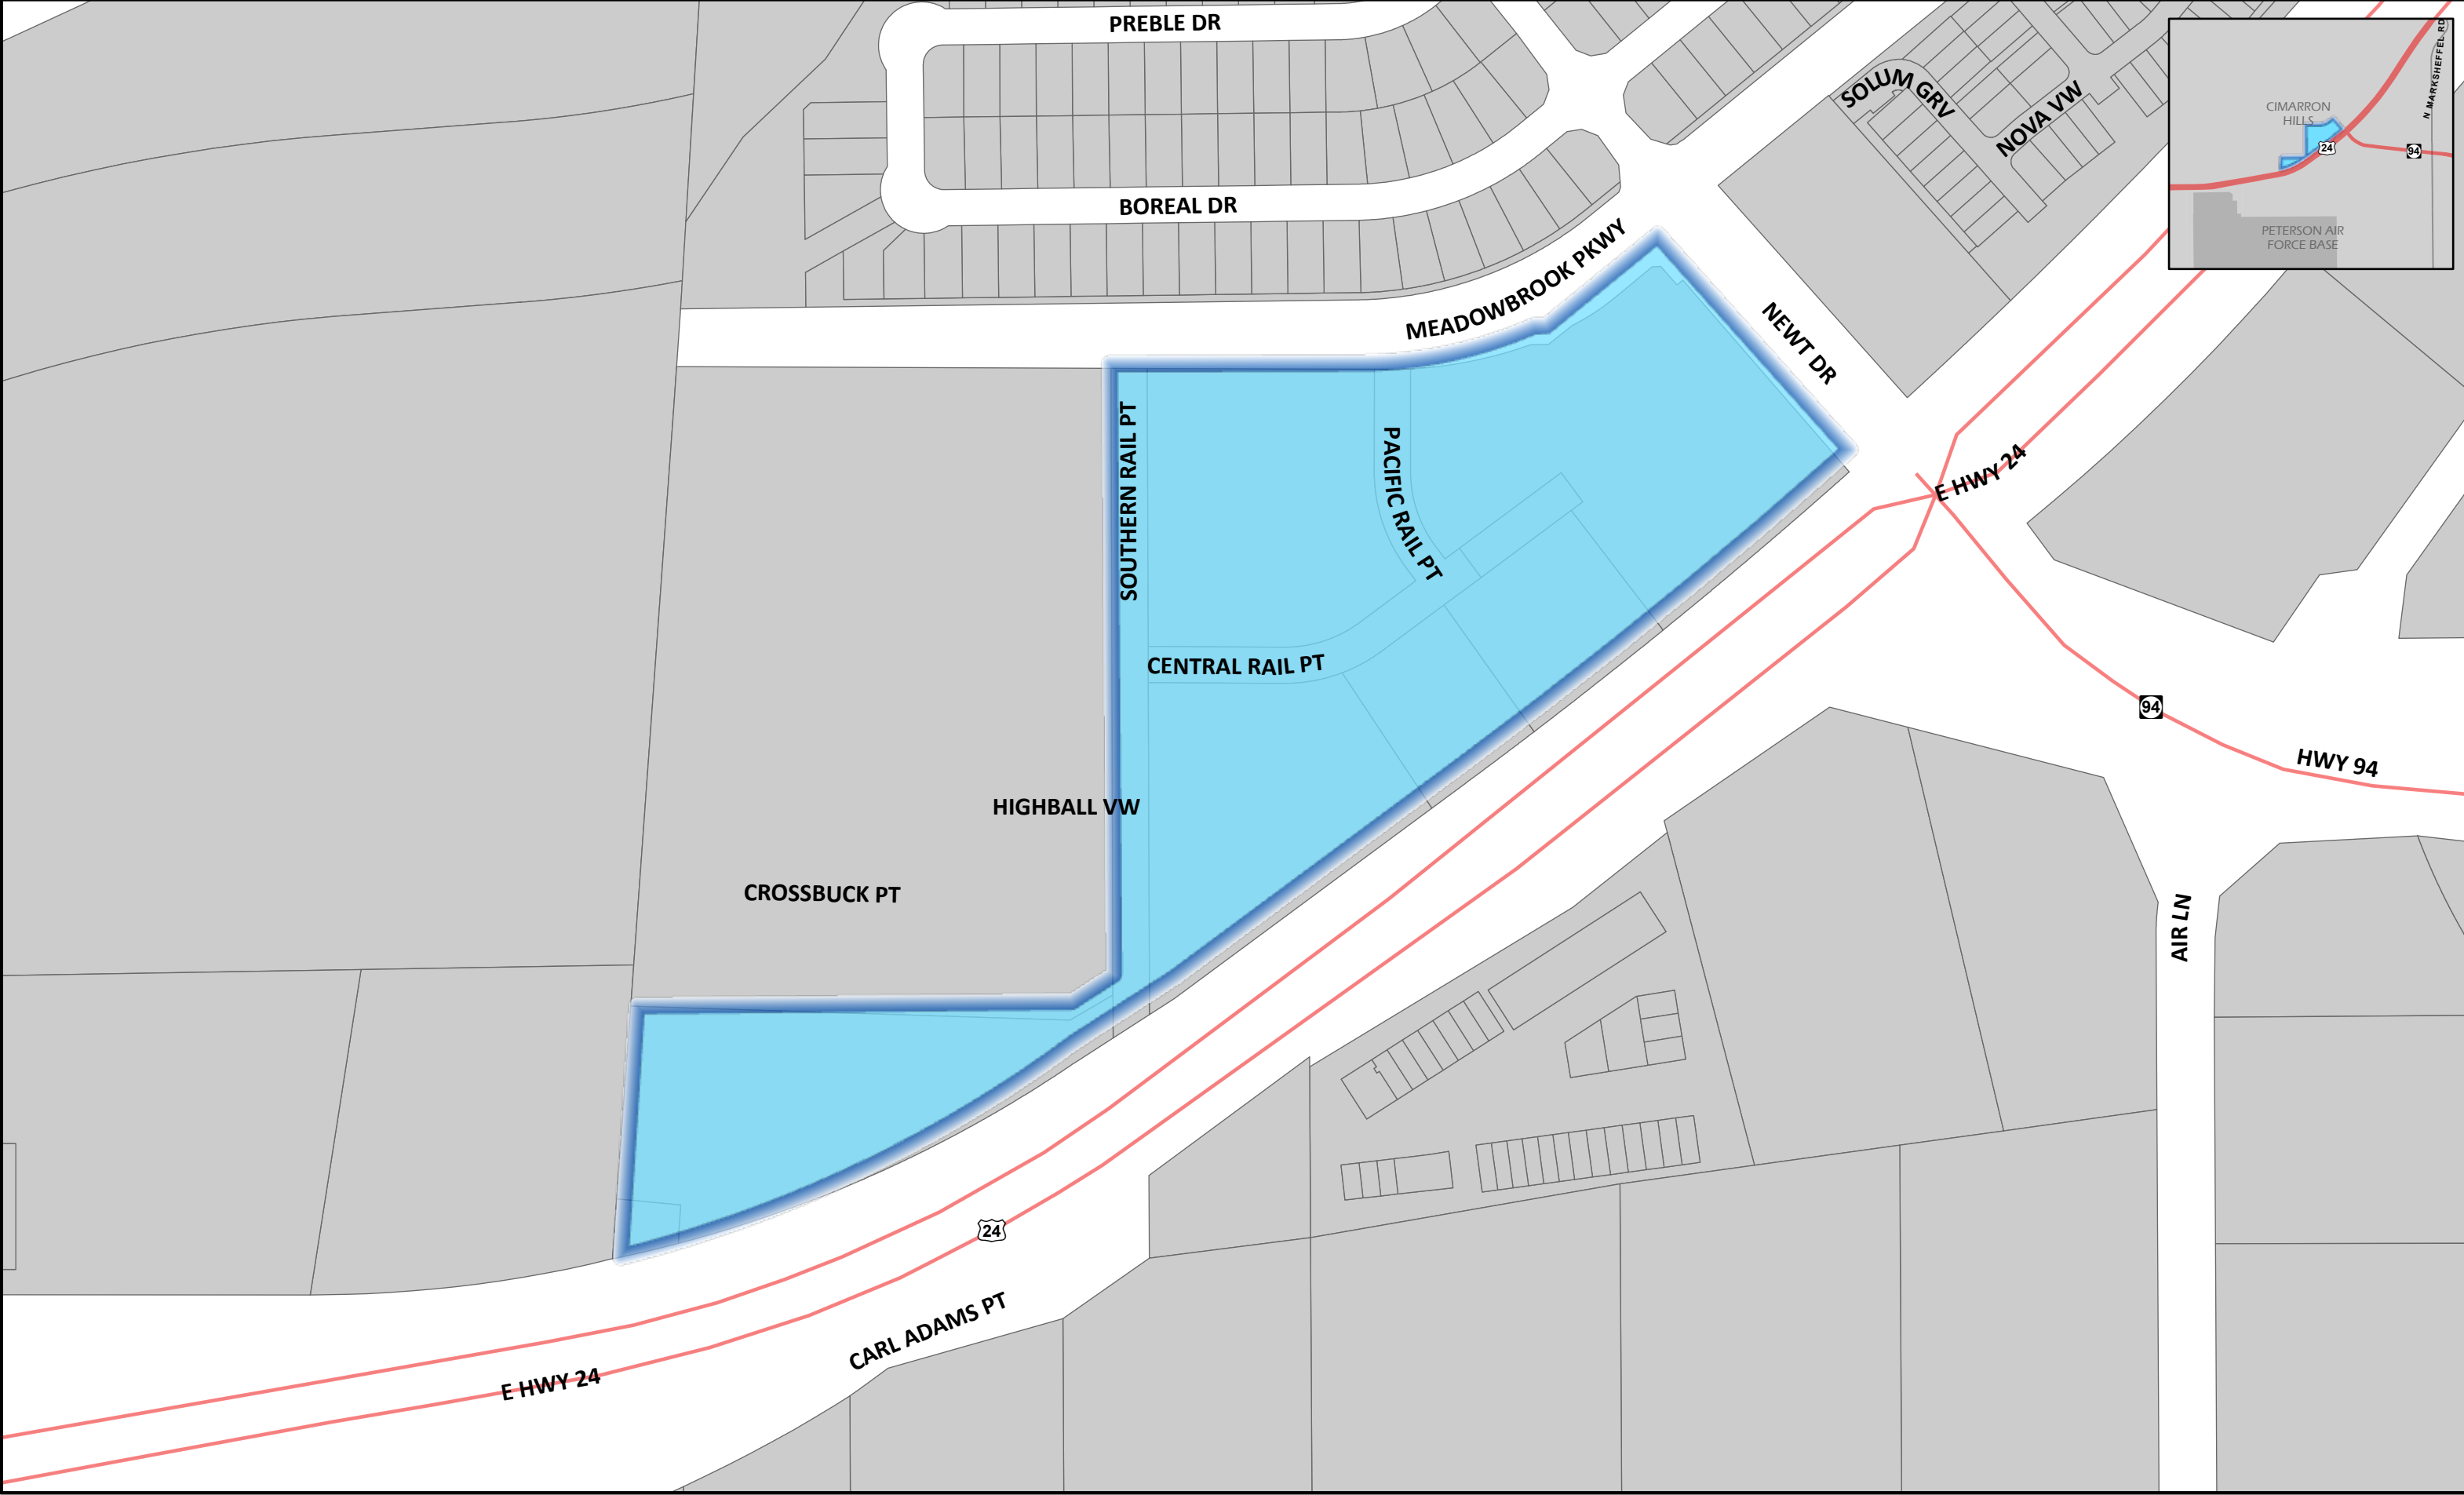 PREBLE DR
BOREAL DR
SOLUM GRV
NOVA VW
MEADOWBROOK PKWY
NEWT DR
SOUTHERN RAIL PT
PACIFIC RAIL PT
CENTRAL RAIL PT
HIGHBALL VW
CROSSBUCK PT
E HWY 24
94
HWY 94
AIR LN
24
CARL ADAMS PT
E HWY 24
N MARKSHEFFEL RD
CIMARRON
HILLS
24
94
PETERSON AIR
FORCE BASE